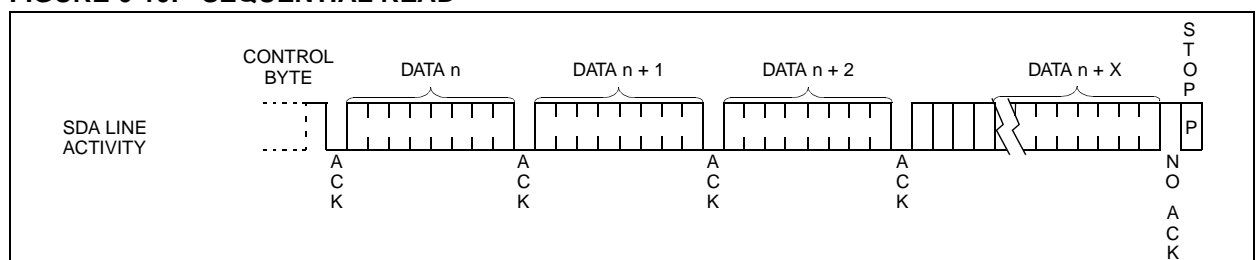 FIGURE 6-10: SEQUENTIAL READ
S
T
O
P
CONTROL
BYTE
DATA n
DATA n + 1
DATA n + 2
DATA n + X
SDA LINE
ACTIVITY
P
A
C
K
A
C
K
A
C
K
A
C
K
N
O
A
C
K